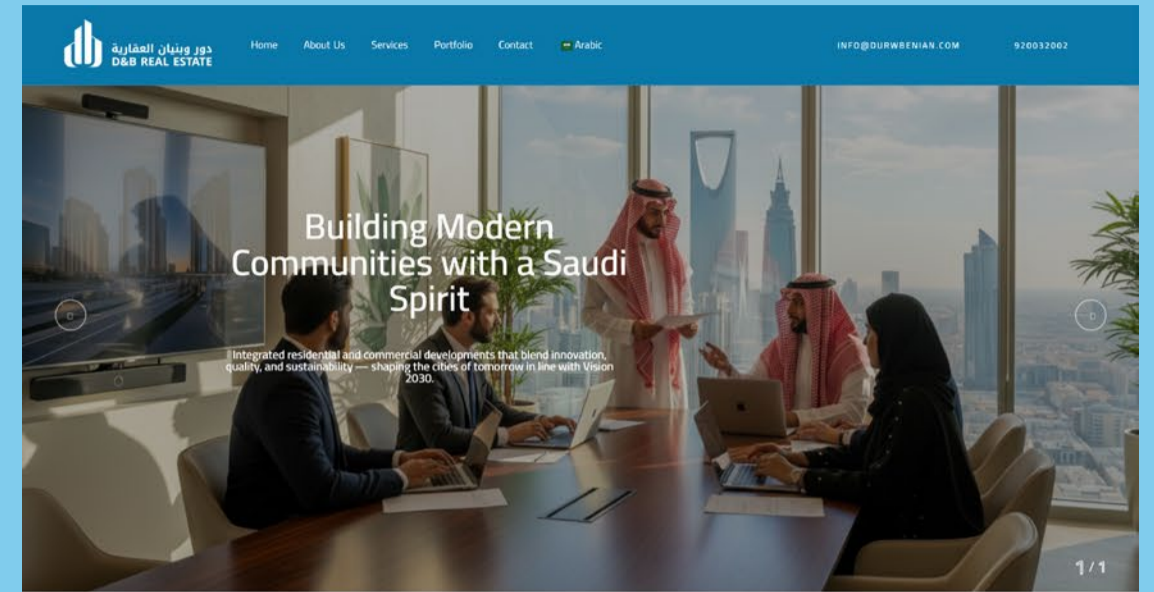 دور وبنيان العقارية
D&B REAL ESTATE
Home
About Us
Services
Portfolio
Contact
Arabic
INFO@DURWBENIAN.COM
920032002
Building Modern
Communities with a Saudi
Spirit
Integrated residential and commercial developments that blend innovation,
quality, and sustainability — shaping the cities of tomorrow in line with Vision
2030.
1 / 1